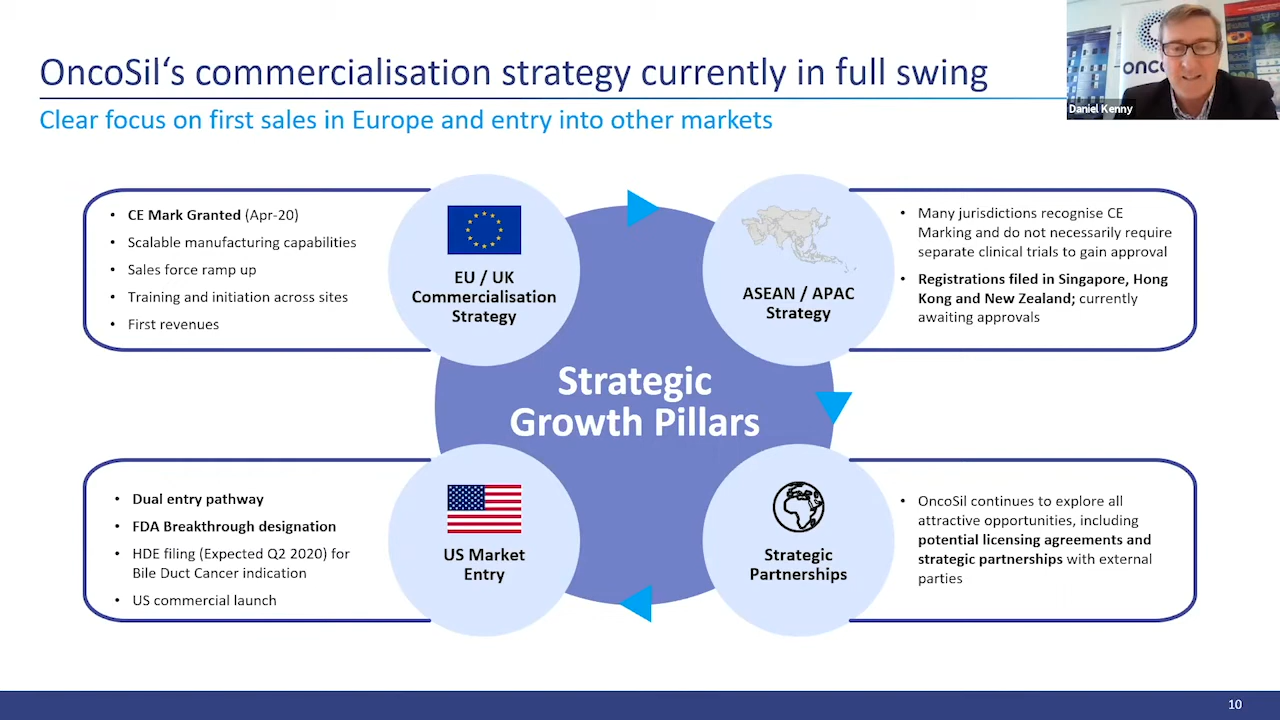 OncoSil‘s commercialisation strategy currently in full swing
Clear focus on first sales in Europe and entry into other markets
Daniel Kenny
• CE Mark Granted (Apr-20)
• Scalable manufacturing capabilities
• Sales force ramp up
• Training and initiation across sites
• First revenues
EU / UK
Commercialisation
Strategy
ASEAN / APAC
Strategy
• Many jurisdictions recognise CE
Marking and do not necessarily require
separate clinical trials to gain approval
• Registrations filed in Singapore, Hong
Kong and New Zealand; currently
awaiting approvals
Strategic
Growth Pillars
• Dual entry pathway
• FDA Breakthrough designation
• HDE filing (Expected Q2 2020) for
Bile Duct Cancer indication
• US commercial launch
US Market
Entry
Strategic
Partnerships
• OncoSil continues to explore all
attractive opportunities, including
potential licensing agreements and
strategic partnerships with external
parties
10